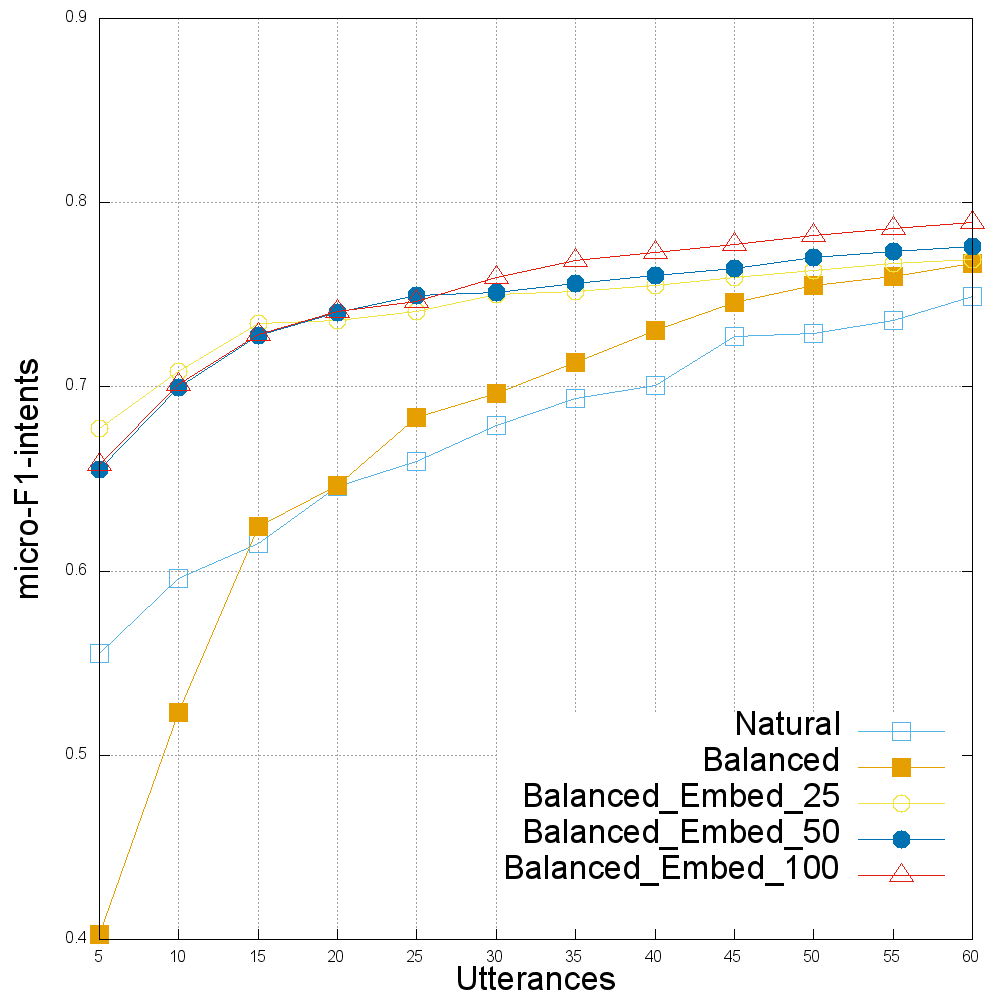 0.9
0.8
0.7
0.6
0.5
0.4
micro-F1-intents
Natural
Balanced
Balanced_Embed_25
Balanced_Embed_50
Balanced_Embed_100
5 10 15 20 25 30 35 40 45 50 55 60
Utterances